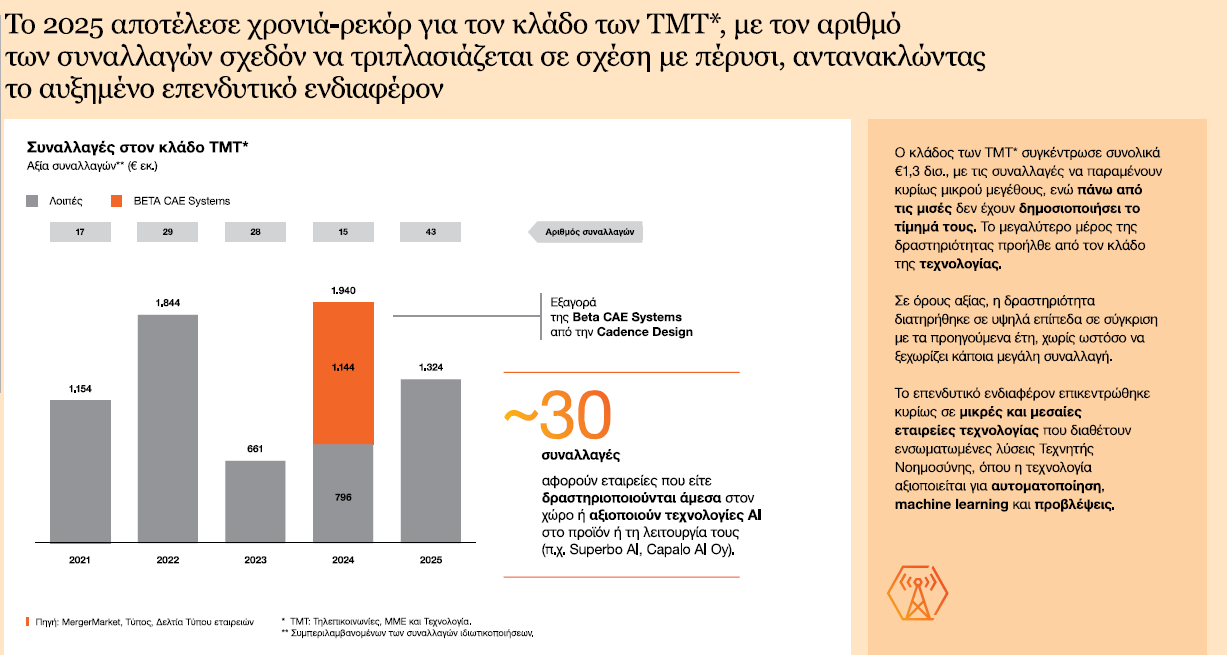 Το 2025 αποτέλεσε χρονιά-ρεκόρ για τον κλάδο των ΤΜΤ*, με τον αριθμό
των συναλλαγών σχεδόν να τριπλασιάζεται σε σχέση με πέρυσι, αντανακλώντας
το αυξημένο επενδυτικό ενδιαφέρον
Συναλλαγές στον κλάδο ΤΜΤ*
Αξία συναλλαγών** (€ εκ.)
Λοιπές
BETA CAE Systems
17
29
28
15
43
Αριθμός συναλλαγών
1,154
1,844
661
1.940
1,144
796
1,324
2021
2022
2023
2024
2025
Εξαγορά
της Beta CAE Systems
από την Cadence Design
~30
συναλλαγές
αφορούν εταιρείες που είτε
δραστηριοποιούνται άμεσα στον
χώρο ή αξιοποιούν τεχνολογίες AI
στο προϊόν ή τη λειτουργία τους
(π.χ. Superbo AI, Capalo AI Oy).
Πηγή: MergerMarket, Τύπος, Δελτία Τύπου εταιρειών
* ΤΜΤ: Τηλεπικοινωνίες, ΜΜΕ και Τεχνολογία.
** Συμπεριλαμβανομένων των συναλλαγών ιδιωτικοποιήσεων.
Ο κλάδος των ΤΜΤ* συγκέντρωσε συνολικά
€1,3 δισ., με τις συναλλαγές να παραμένουν
κυρίως μικρού μεγέθους, ενώ πάνω από
τις μισές δεν έχουν δημοσιοποιήσει το
τίμημά τους. Το μεγαλύτερο μέρος της
δραστηριότητας προήλθε από τον κλάδο
της τεχνολογίας.
Σε όρους αξίας, η δραστηριότητα
διατηρήθηκε σε υψηλά επίπεδα σε σύγκριση
με τα προηγούμενα έτη, χωρίς ωστόσο να
ξεχωρίζει κάποια μεγάλη συναλλαγή.
Το επενδυτικό ενδιαφέρον επικεντρώθηκε
κυρίως σε μικρές και μεσαίες
εταιρείες τεχνολογίας που διαθέτουν
ενσωματωμένες λύσεις Τεχνητής
Νοημοσύνης, όπου η τεχνολογία
αξιοποιείται για αυτοματοποίηση,
machine learning και προβλέψεις.